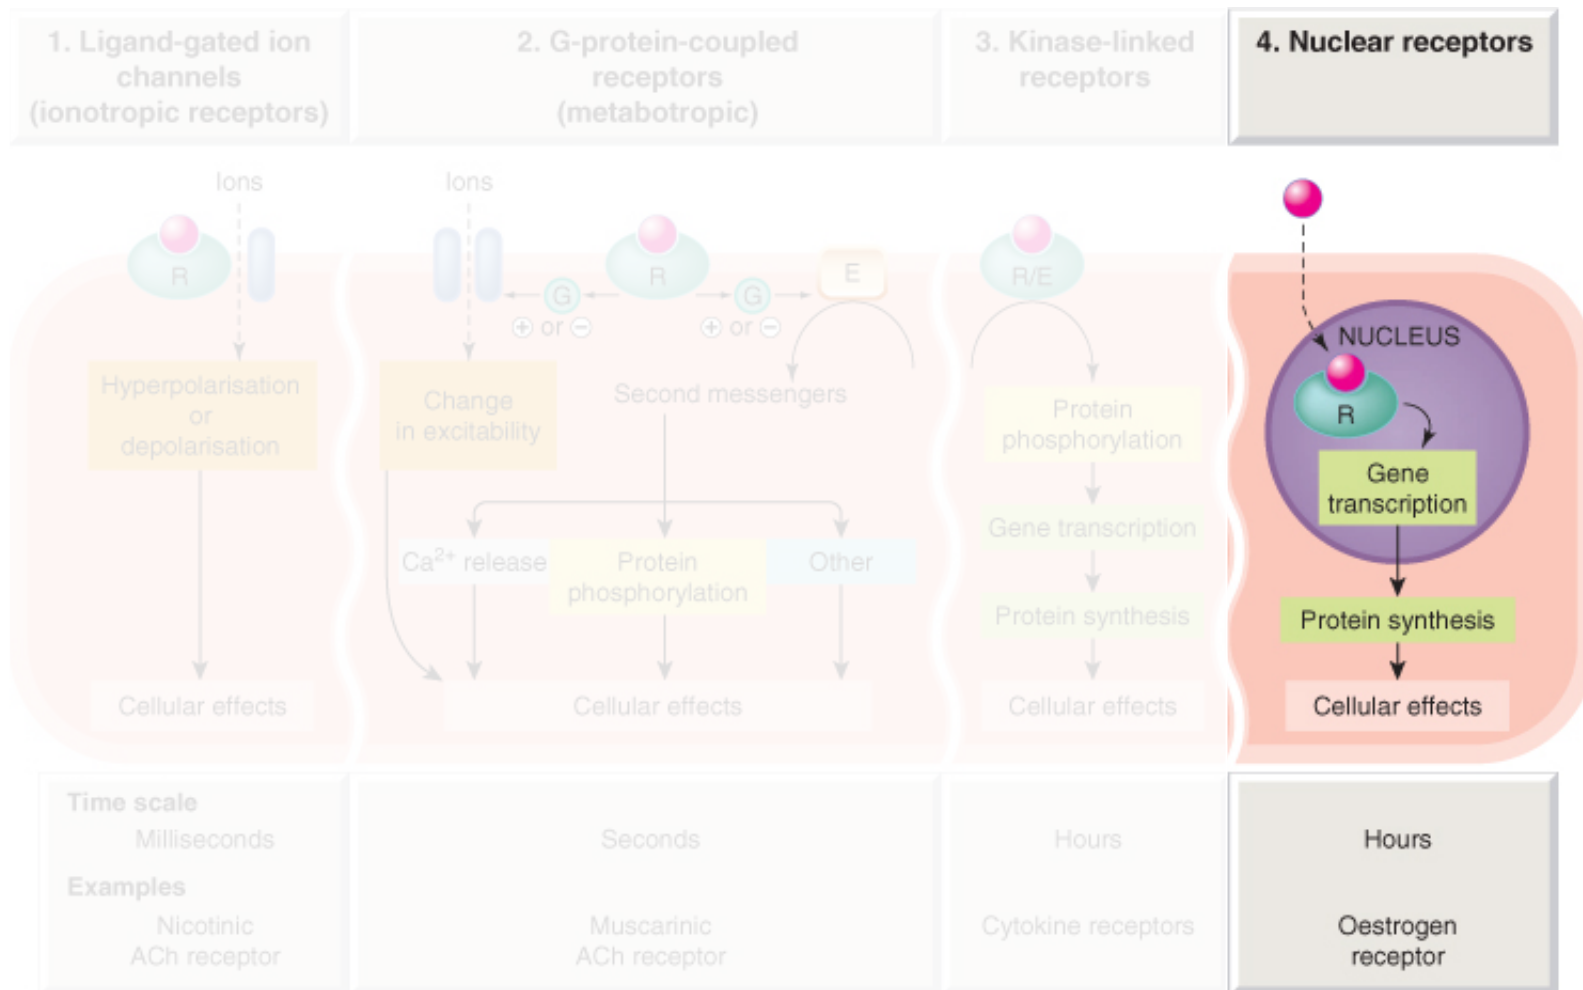 1. Ligand-gated ion
channels
(ionotropic receptors)
2. G-protein-coupled
receptors
(metabotropic)
3. Kinase-linked
receptors
4. Nuclear receptors
Ions
R
Hyperpolarisation
or
depolarisation
Cellular effects
Ions
G
+ or −
R
G
+ or −
E
Change
in excitability
Second messengers
Ca²⁺ release
Protein
phosphorylation
Other
Cellular effects
R/E
Protein
phosphorylation
Gene transcription
Protein synthesis
Cellular effects
NUCLEUS
R
Gene
transcription
Protein synthesis
Cellular effects
Time scale
Milliseconds
Seconds
Hours
Hours
Examples
Nicotinic
ACh receptor
Muscarinic
ACh receptor
Cytokine receptors
Oestrogen
receptor